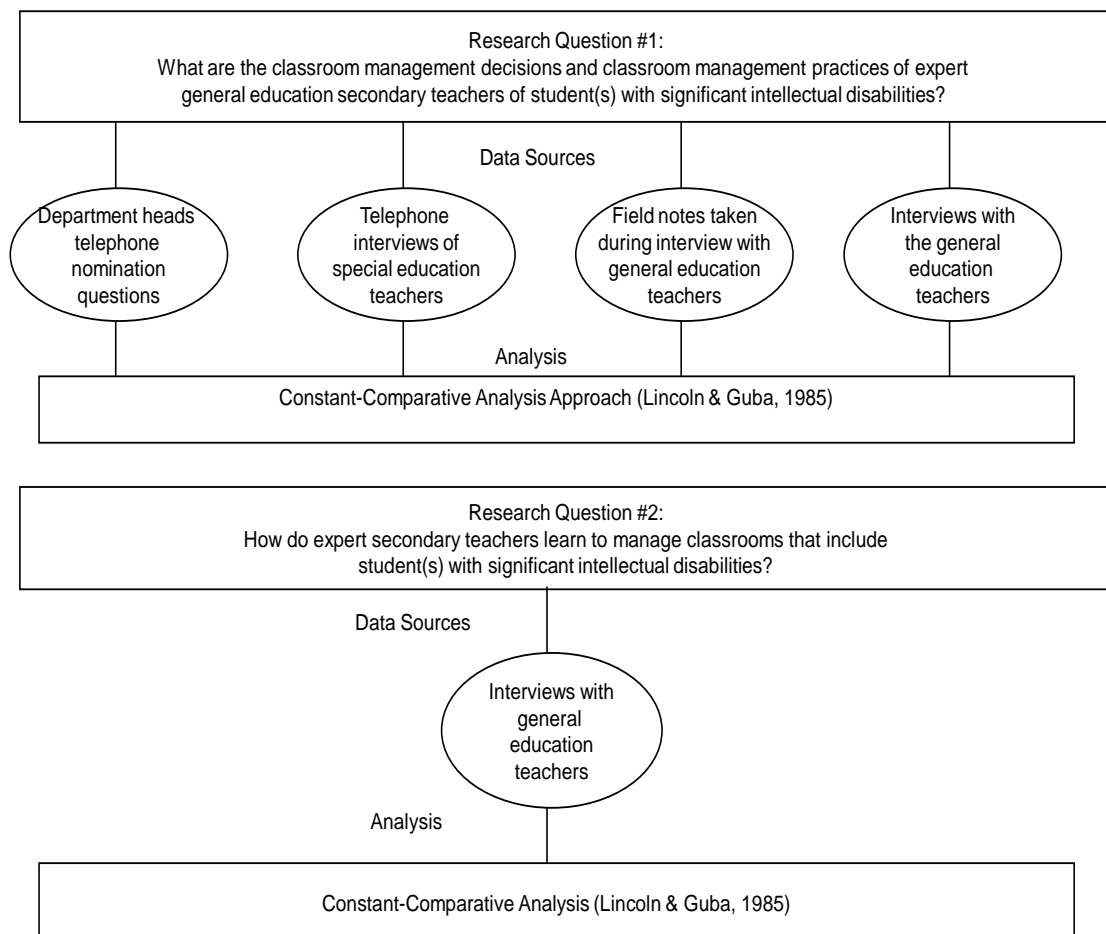 Research Question #1:
What are the classroom management decisions and classroom management practices of expert
general education secondary teachers of student(s) with significant intellectual disabilities?
Data Sources
Department heads
telephone
nomination
questions
Telephone
interviews of
special education
teachers
Field notes taken
during interview with
general education
teachers
Interviews with
the general
education
teachers
Analysis
Constant-Comparative Analysis Approach (Lincoln & Guba, 1985)
Research Question #2:
How do expert secondary teachers learn to manage classrooms that include
student(s) with significant intellectual disabilities?
Data Sources
Interviews with
general
education
teachers
Analysis
Constant-Comparative Analysis (Lincoln & Guba, 1985)